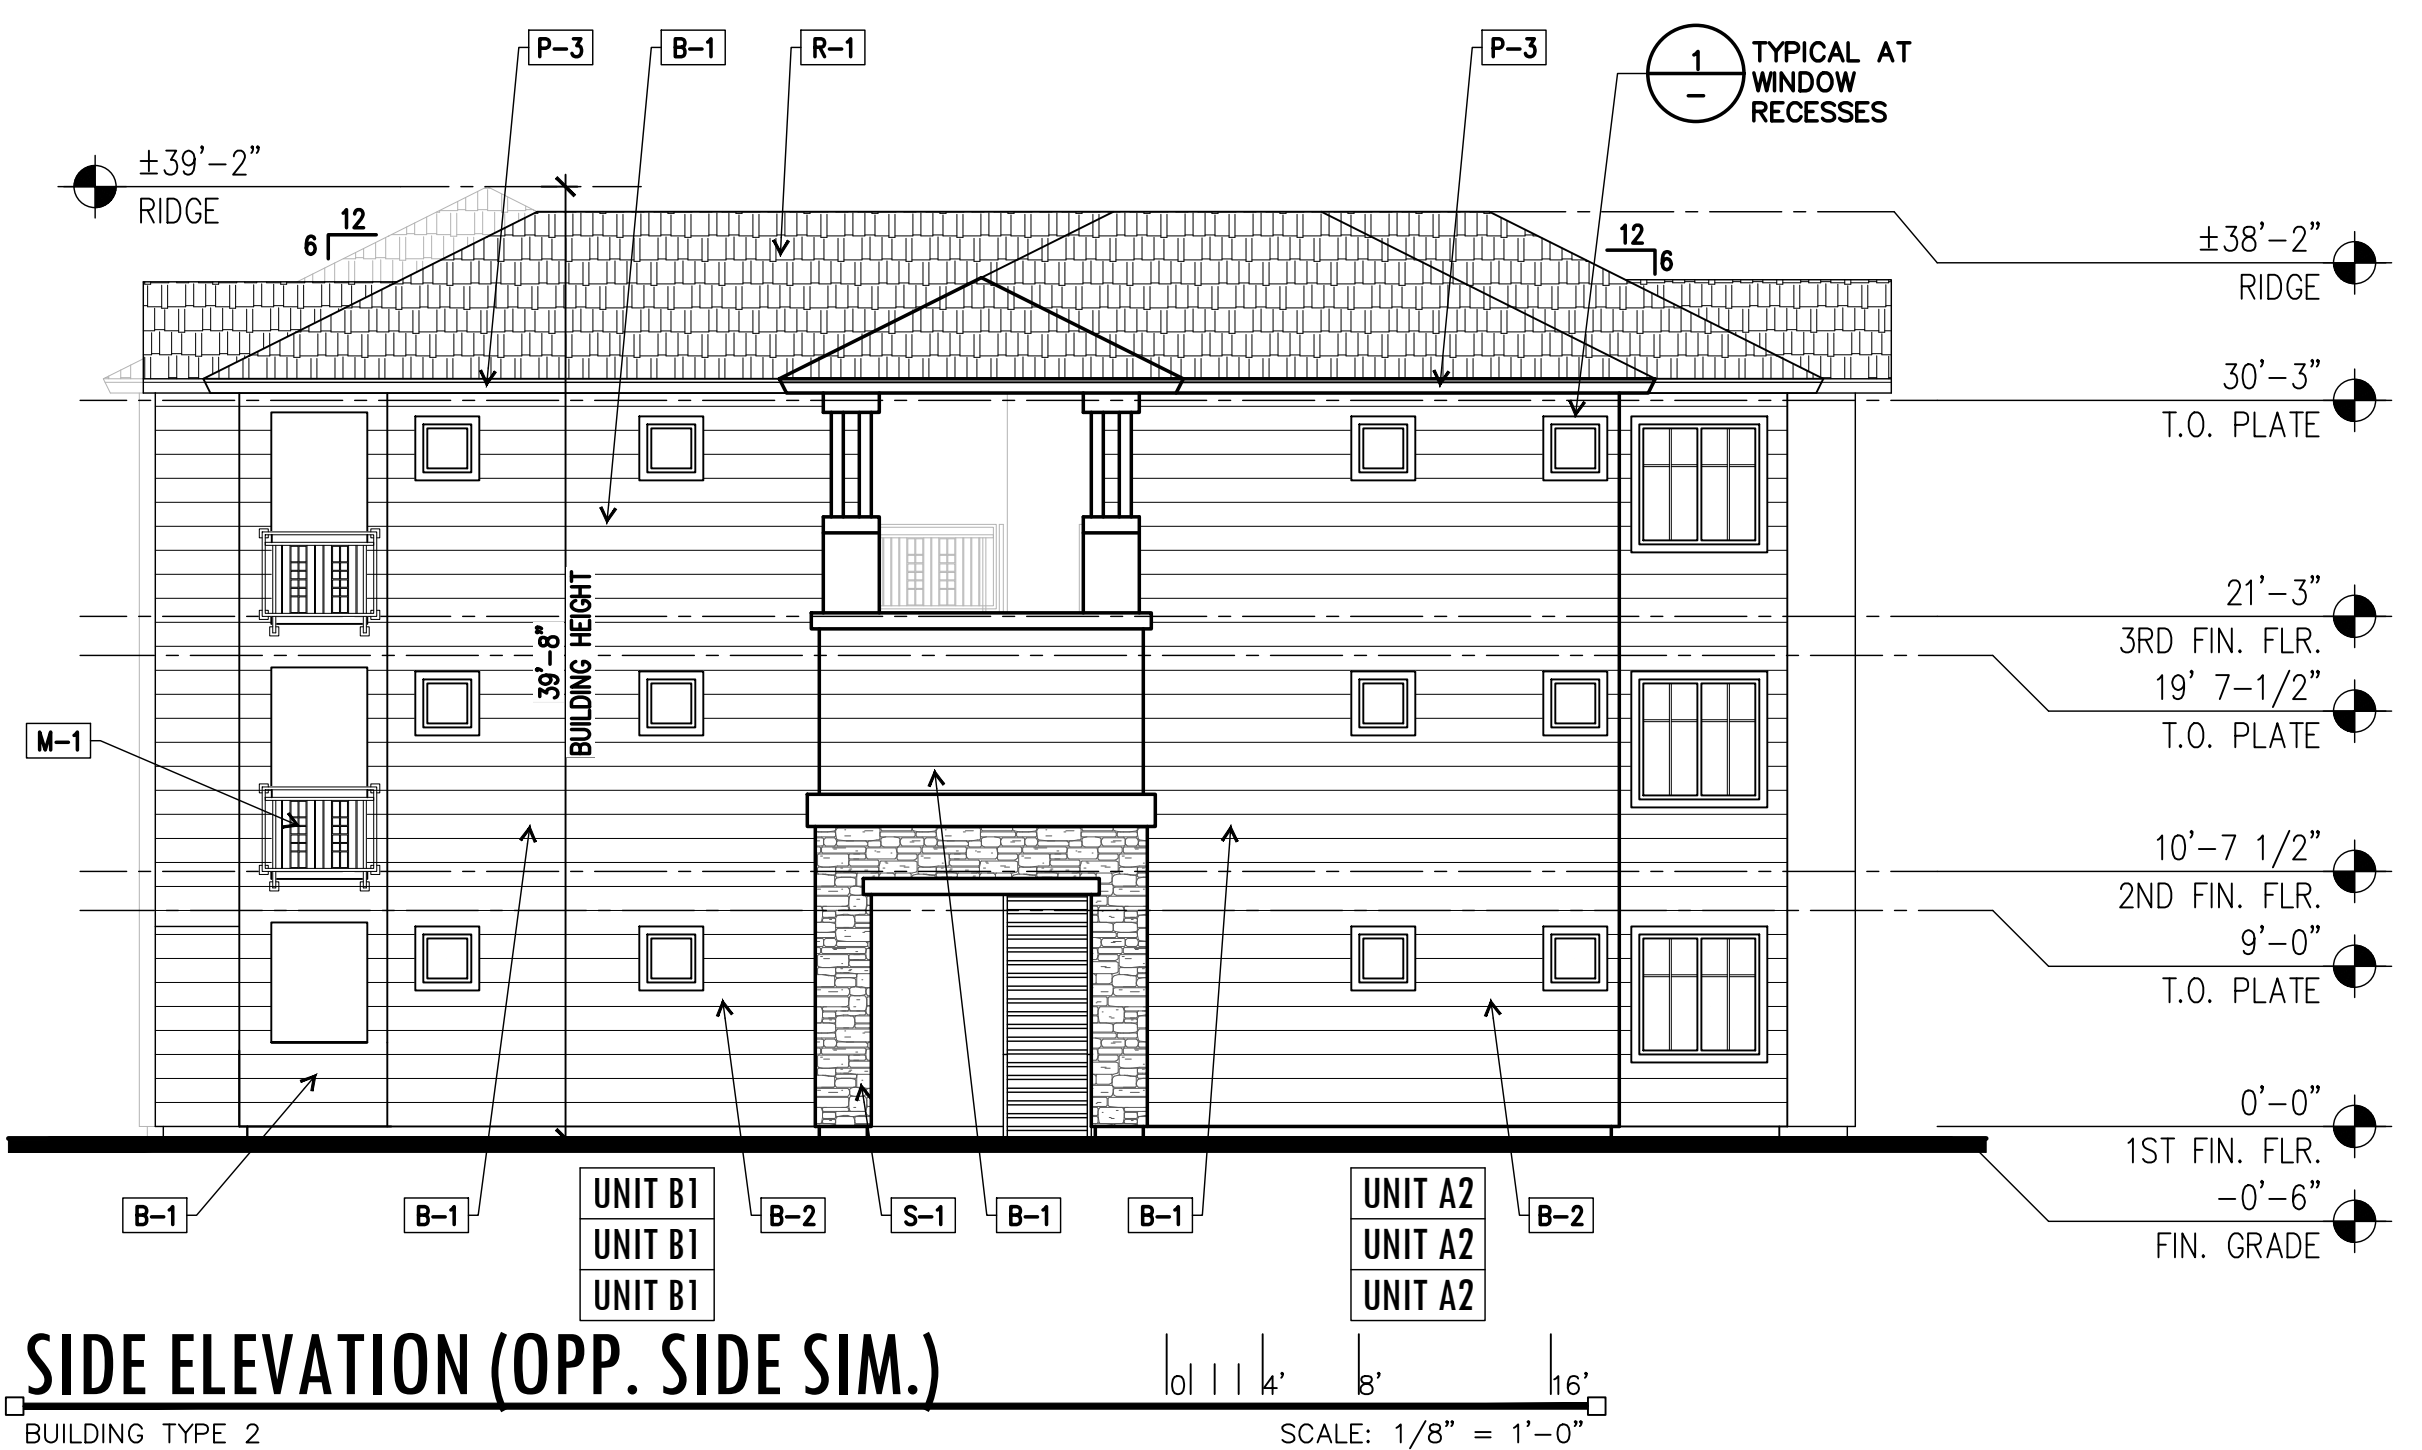 P-3
B-1
R-1
P-3
1
–
TYPICAL AT
WINDOW
RECESSES
±39'-2"
RIDGE
12
6
12
6
±38'-2"
RIDGE
30'-3"
T.O. PLATE
21'-3"
3RD FIN. FLR.
19' 7-1/2"
T.O. PLATE
39'-8"
BUILDING HEIGHT
M-1
10'-7 1/2"
2ND FIN. FLR.
9'-0"
T.O. PLATE
0'-0"
1ST FIN. FLR.
-0'-6"
FIN. GRADE
B-1
B-1
UNIT B1
UNIT B1
UNIT B1
B-2
S-1
B-1
B-1
UNIT A2
UNIT A2
UNIT A2
B-2
SIDE ELEVATION (OPP. SIDE SIM.)
0 4' 8' 16'
BUILDING TYPE 2
SCALE: 1/8" = 1'-0"